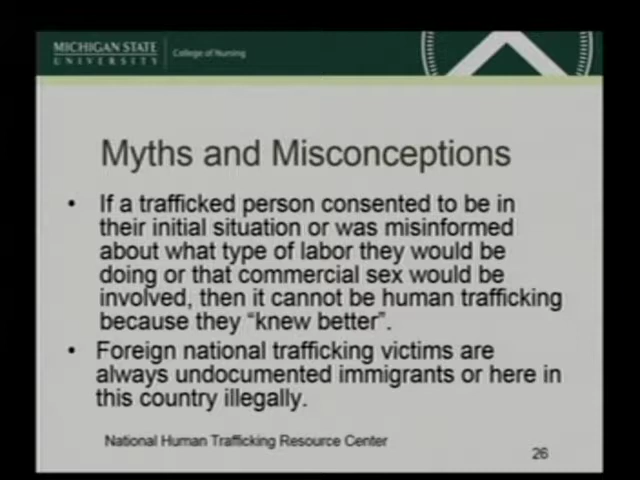 MICHIGAN STATE
UNIVERSITY
College of Nursing
Myths and Misconceptions
• If a trafficked person consented to be in
their initial situation or was misinformed
about what type of labor they would be
doing or that commercial sex would be
involved, then it cannot be human trafficking
because they “knew better”.
• Foreign national trafficking victims are
always undocumented immigrants or here in
this country illegally.
National Human Trafficking Resource Center
26